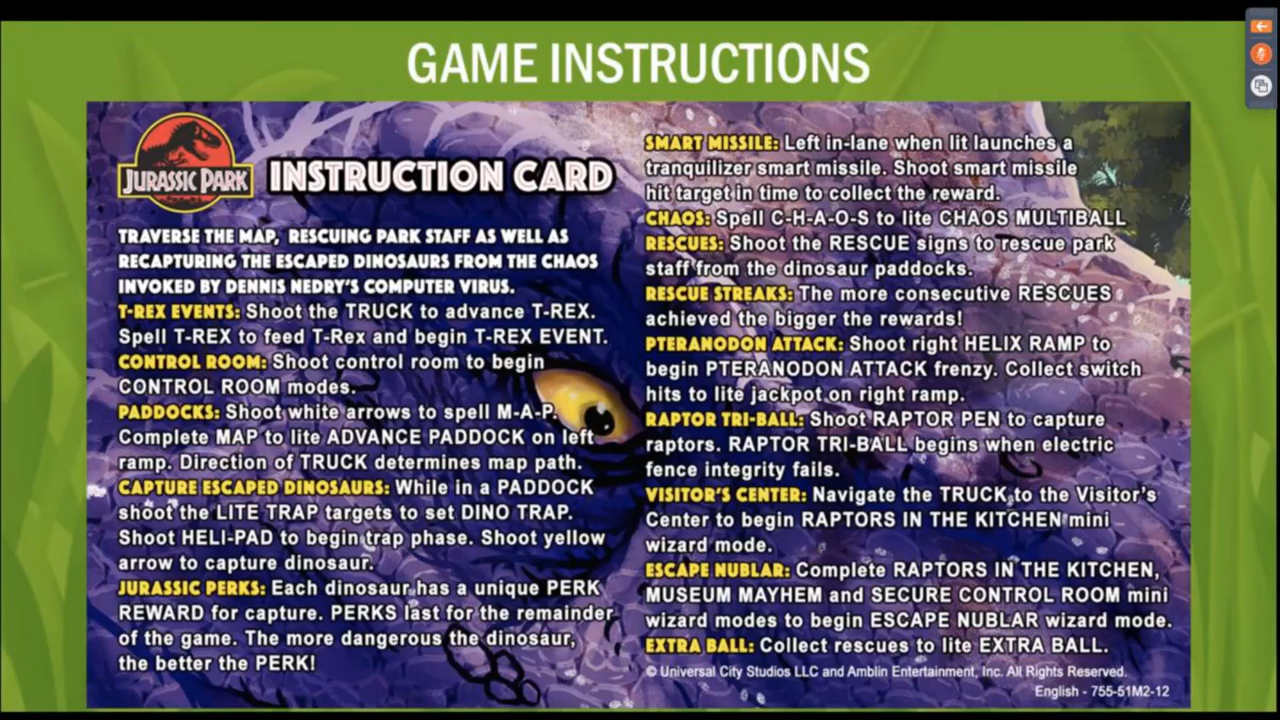 GAME INSTRUCTIONS
JURASSIC PARK
INSTRUCTION CARD
TRAVERSE THE MAP, RESCUING PARK STAFF AS WELL AS
RECAPTURING THE ESCAPED DINOSAURS FROM THE CHAOS
INVOKED BY DENNIS NEDRY'S COMPUTER VIRUS.
T-REX EVENTS: Shoot the TRUCK to advance T-REX.
Spell T-REX to feed T-Rex and begin T-REX EVENT.
CONTROL ROOM: Shoot control room to begin
CONTROL ROOM modes.
PADDOCKS: Shoot white arrows to spell M-A-P.
Complete MAP to lite ADVANCE PADDOCK on left
ramp. Direction of TRUCK determines map path.
CAPTURE ESCAPED DINOSAURS: While in a PADDOCK
shoot the LITE TRAP targets to set DINO TRAP.
Shoot HELI-PAD to begin trap phase. Shoot yellow
arrow to capture dinosaur.
JURASSIC PERKS: Each dinosaur has a unique PERK
REWARD for capture. PERKS last for the remainder
of the game. The more dangerous the dinosaur,
the better the PERK!
SMART MISSILE: Left in-lane when lit launches a
tranquilizer smart missile. Shoot smart missile
hit target in time to collect the reward.
CHAOS: Spell C-H-A-O-S to lite CHAOS MULTIBALL
RESCUES: Shoot the RESCUE signs to rescue park
staff from the dinosaur paddocks.
RESCUE STREAKS: The more consecutive RESCUES
achieved the bigger the rewards!
PTERANODON ATTACK: Shoot right HELIX RAMP to
begin PTERANODON ATTACK frenzy. Collect switch
hits to lite jackpot on right ramp.
RAPTOR TRI-BALL: Shoot RAPTOR PEN to capture
raptors. RAPTOR TRI-BALL begins when electric
fence integrity fails.
VISITOR'S CENTER: Navigate the TRUCK to the Visitor's
Center to begin RAPTORS IN THE KITCHEN mini
wizard mode.
ESCAPE NUBLAR: Complete RAPTORS IN THE KITCHEN,
MUSEUM MAYHEM and SECURE CONTROL ROOM mini
wizard modes to begin ESCAPE NUBLAR wizard mode.
EXTRA BALL: Collect rescues to lite EXTRA BALL.
© Universal City Studios LLC and Amblin Entertainment, Inc. All Rights Reserved.
English - 755-51M2-12